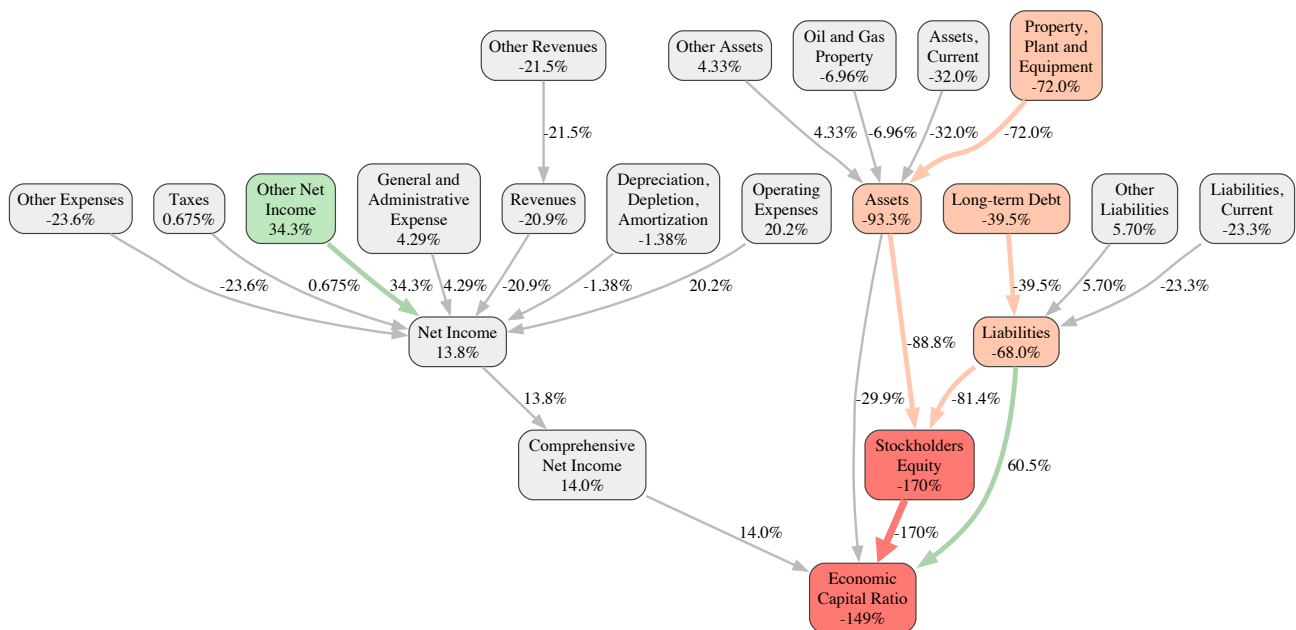 Other Revenues
-21.5%
Other Assets
4.33%
Oil and Gas
Property
-6.96%
Assets,
Current
-32.0%
Property,
Plant and
Equipment
-72.0%
-21.5%
4.33%
-6.96%
-32.0%
-72.0%
Other Expenses
-23.6%
Taxes
0.675%
Other Net
Income
34.3%
General and
Administrative
Expense
4.29%
Revenues
-20.9%
Depreciation,
Depletion,
Amortization
-1.38%
Operating
Expenses
20.2%
Assets
-93.3%
Long-term Debt
-39.5%
Other
Liabilities
5.70%
Liabilities,
Current
-23.3%
-23.6%
0.675%
34.3%
4.29%
-20.9%
-1.38%
20.2%
-39.5%
5.70%
-23.3%
Net Income
13.8%
-88.8%
Liabilities
-68.0%
13.8%
-29.9%
-81.4%
Comprehensive
Net Income
14.0%
Stockholders
Equity
-170%
60.5%
14.0%
-170%
Economic
Capital Ratio
-149%